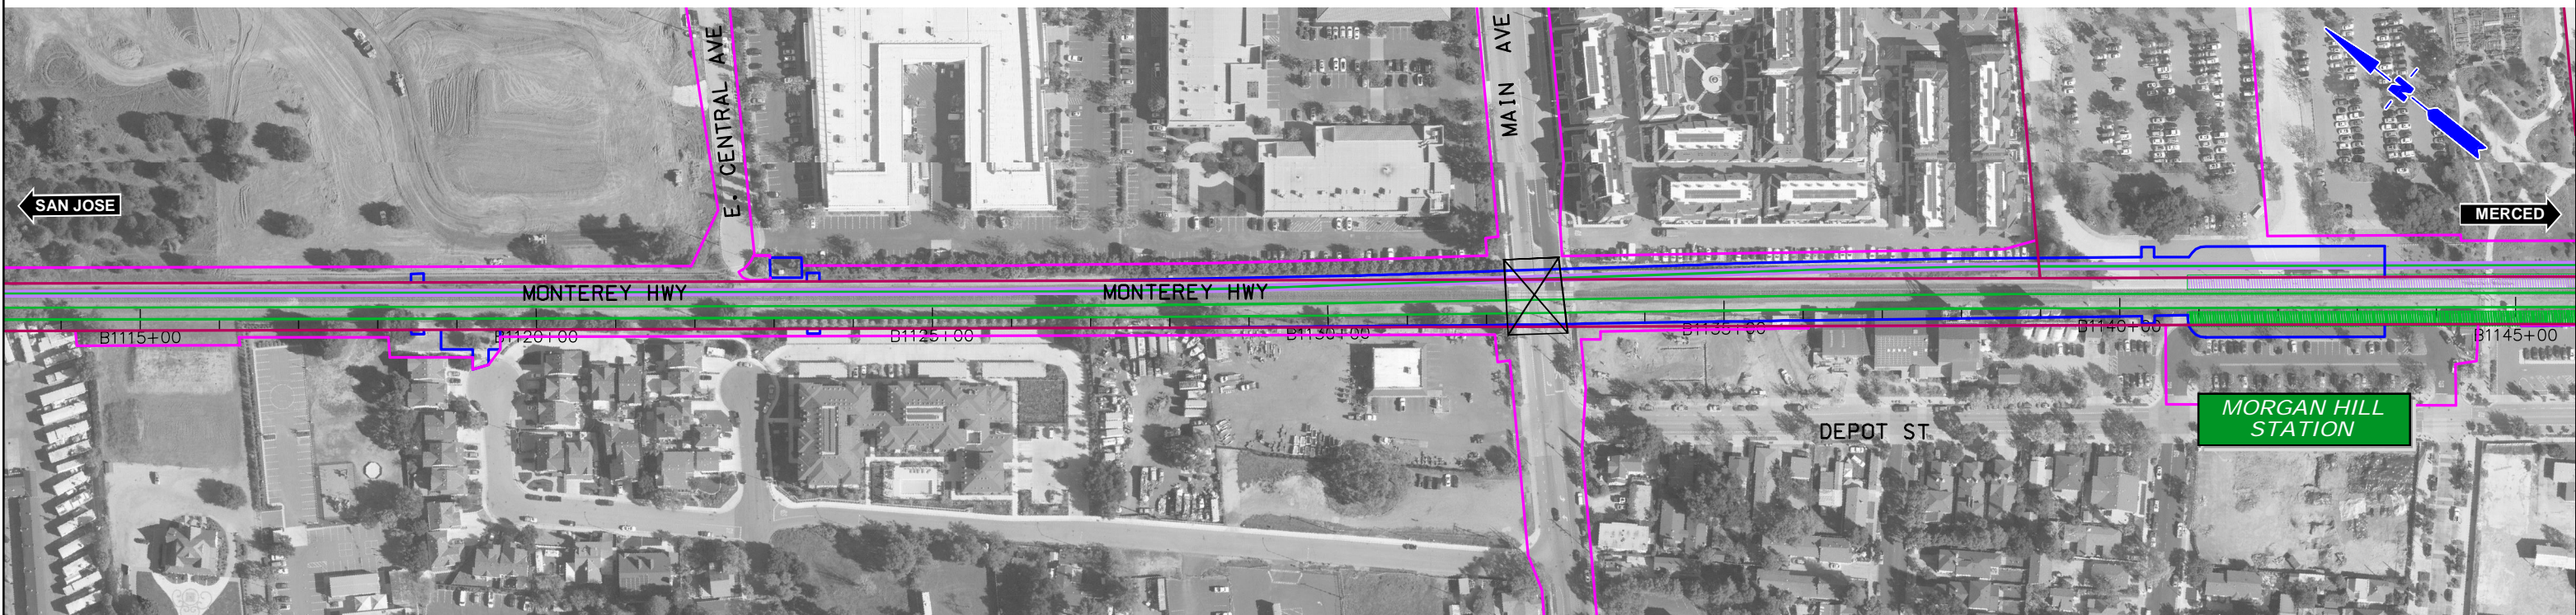 E. CENTRAL AVE
MAIN AVE
N
SAN JOSE
MERCED
MONTEREY HWY
MONTEREY HWY
B1115+00
B1120+00
B1125+00
B1130+00
B1135+00
B1140+00
B1145+00
MORGAN HILL
STATION
DEPOT ST